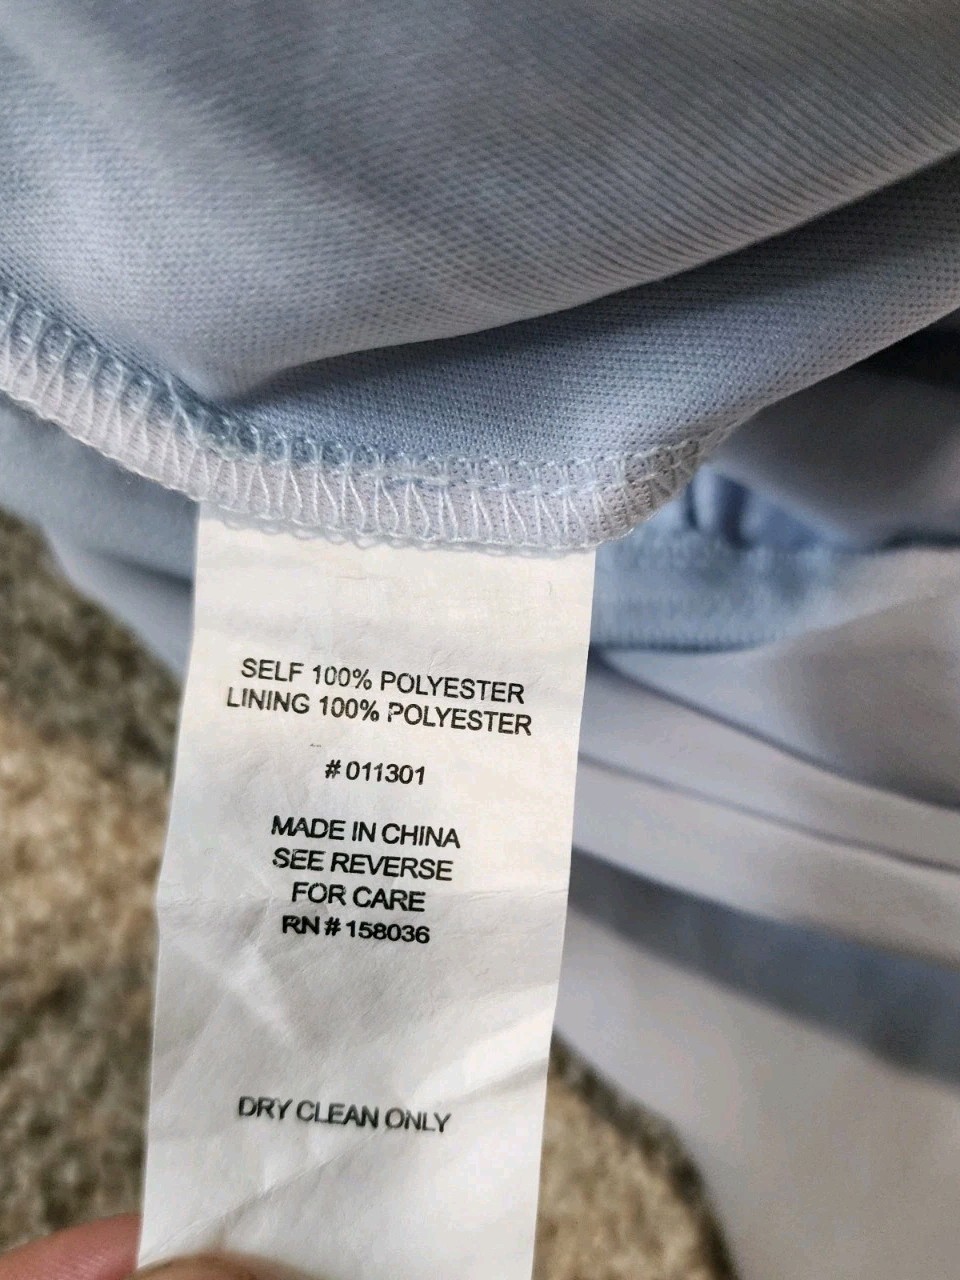 SELF 100% POLYESTER
LINING 100% POLYESTER
# 011301
MADE IN CHINA
SEE REVERSE
FOR CARE
RN # 158036
DRY CLEAN ONLY